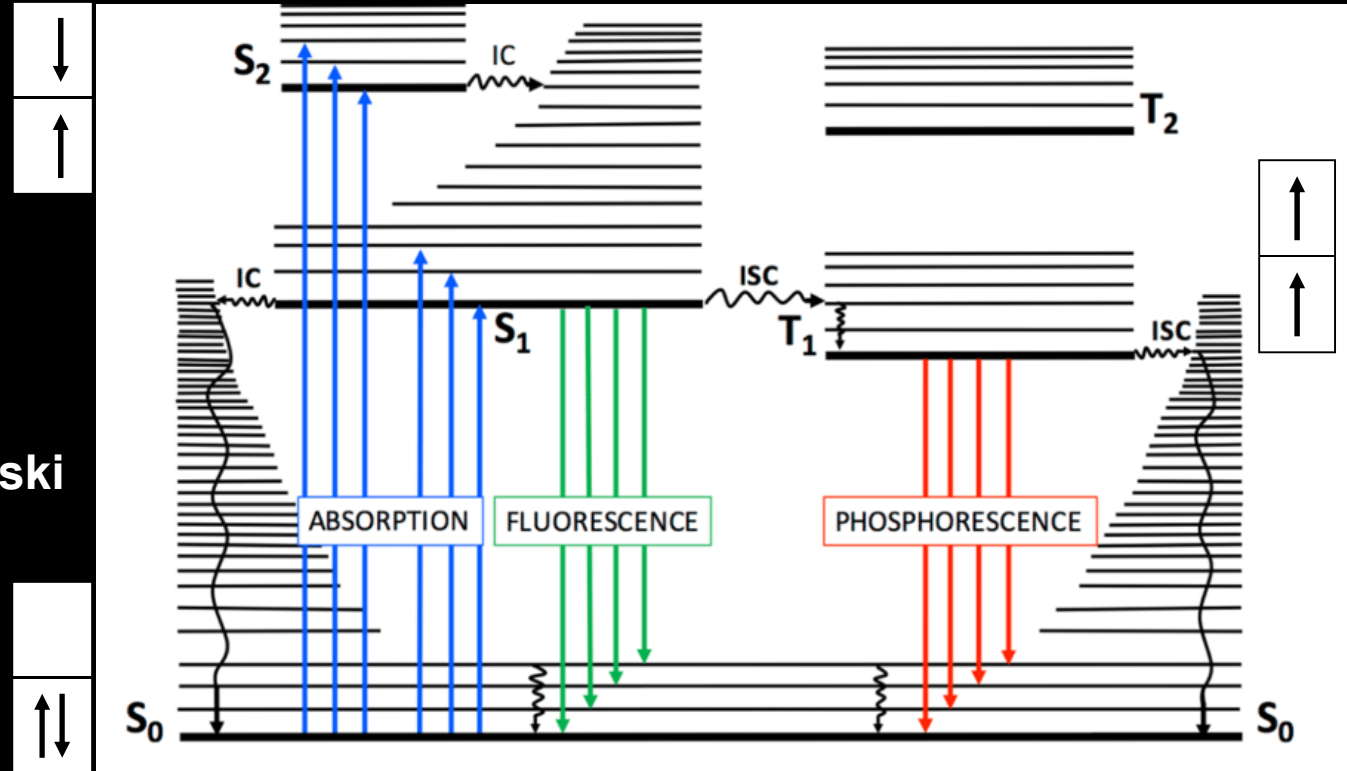 S2
IC
T2
IC
ISC
S1
T1
ISC
ski
ABSORPTION
FLUORESCENCE
PHOSPHORESCENCE
S0
S0